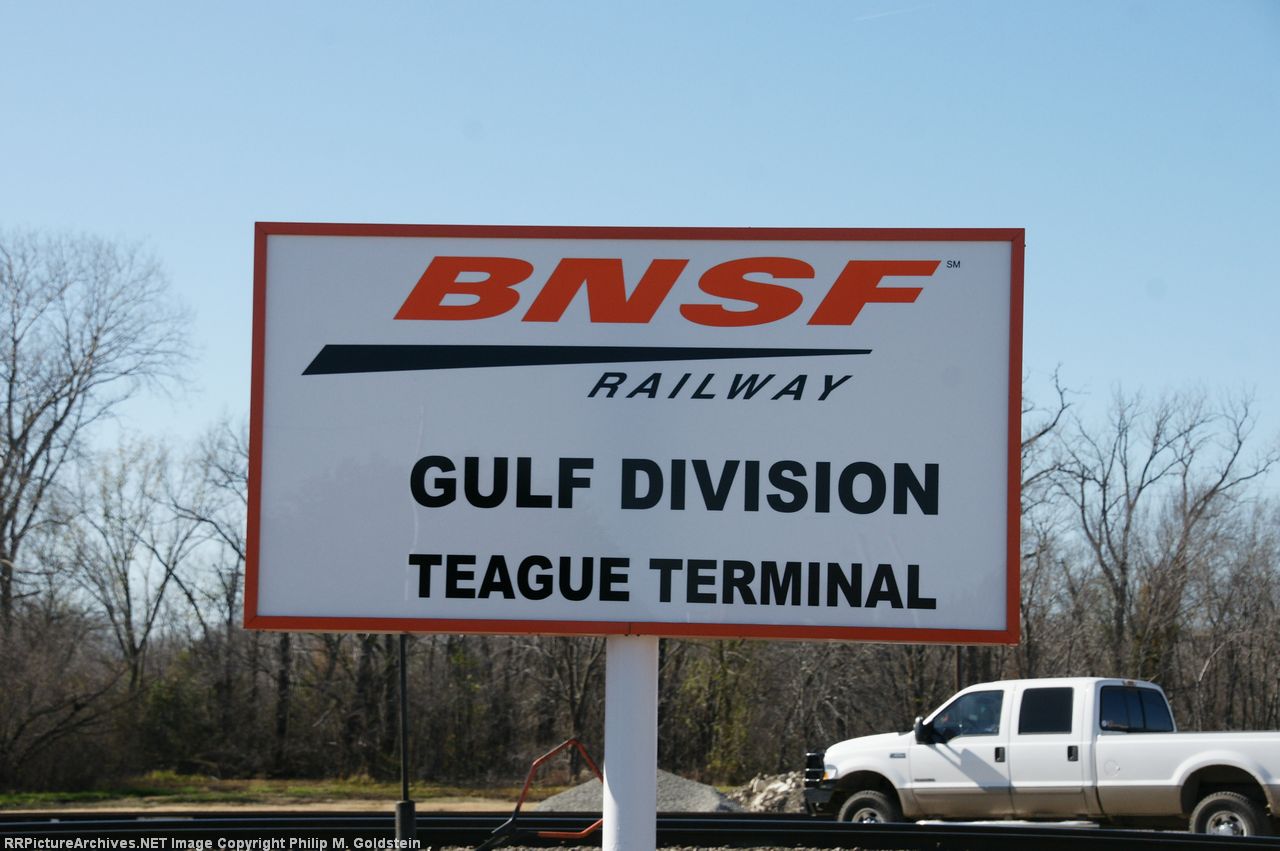 BNSF SM
RAILWAY
GULF DIVISION
TEAGUE TERMINAL
RRPictureArchives.NET Image Copyright Philip M. Goldstein